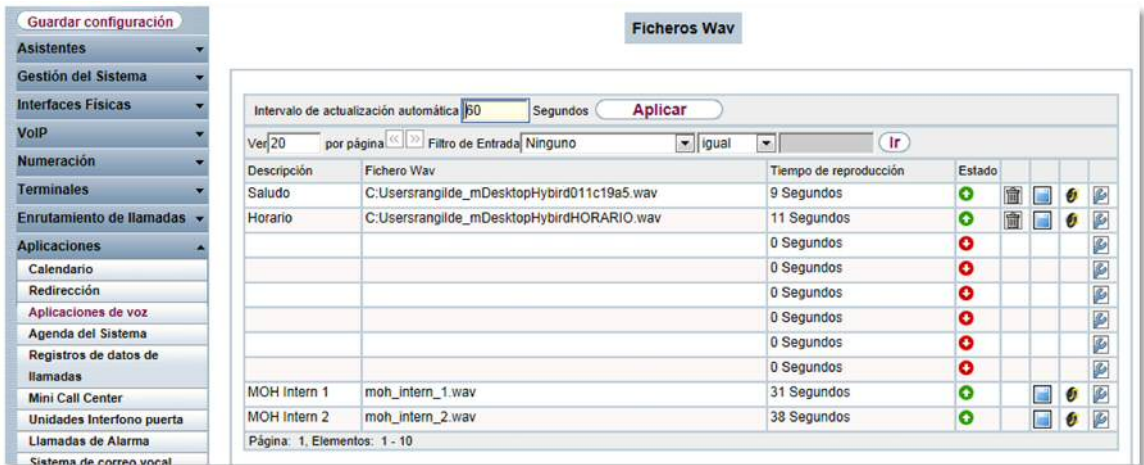 Guardar configuración
Asistentes
Gestión del Sistema
Interfaces Físicas
VoIP
Numeración
Terminales
Enrutamiento de llamadas
Aplicaciones
Calendario
Redirección
Aplicaciones de voz
Agenda del Sistema
Registros de datos de
llamadas
Mini Call Center
Unidades Interfono puerta
Llamadas de Alarma
Sistema de correo vocal
Ficheros Wav
Intervalo de actualización automática 60 Segundos Aplicar
Ver 20 por página << >> Filtro de Entrada Ninguno igual Ir
Descripción Fichero Wav Tiempo de reproducción Estado
Saludo C:Usersrangilde_mDesktopHybird011c19a5.wav 9 Segundos
Horario C:Usersrangilde_mDesktopHybirdHORARIO.wav 11 Segundos
0 Segundos
0 Segundos
0 Segundos
0 Segundos
0 Segundos
0 Segundos
MOH Intern 1 moh_intern_1.wav 31 Segundos
MOH Intern 2 moh_intern_2.wav 38 Segundos
Página: 1, Elementos: 1 - 10